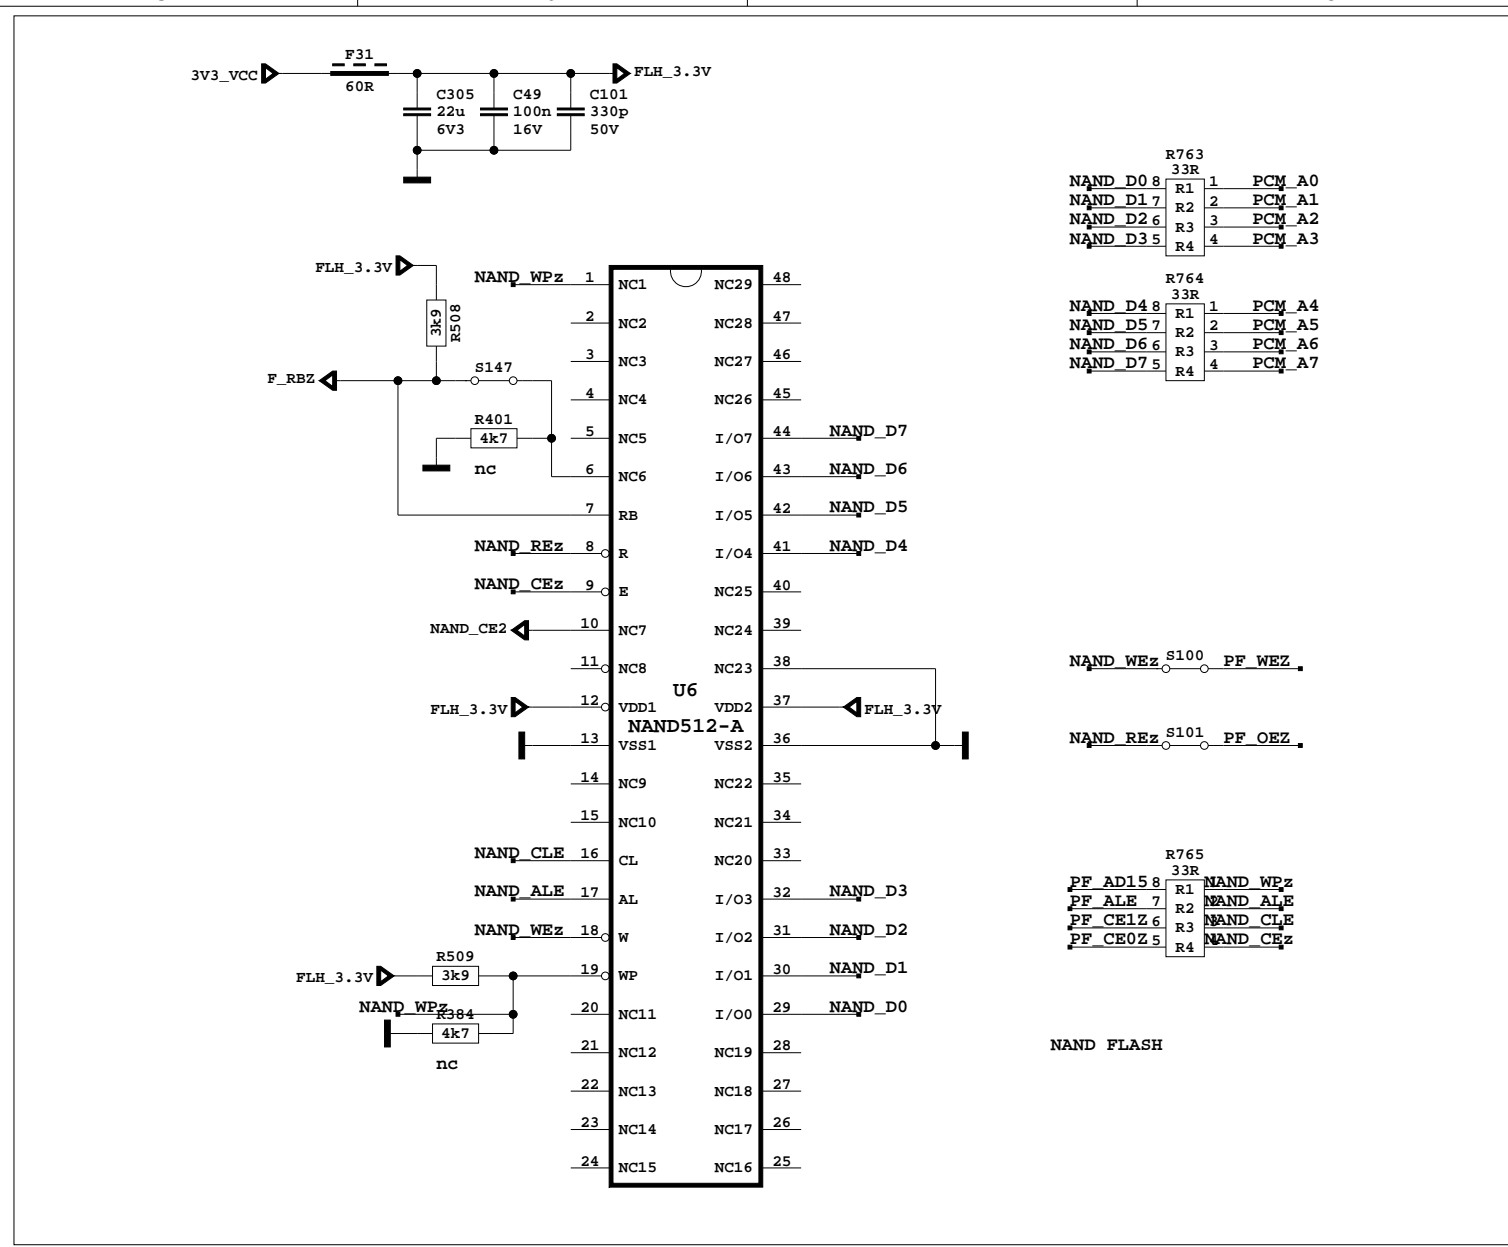 F31
3V3_VCC
60R
FLH_3.3V
C305
22u
6V3
C49
100n
16V
C101
330p
50V
R763
33R
NAND_D0 8 R1 1 PCM_A0
NAND_D1 7 R2 2 PCM_A1
NAND_D2 6 R3 3 PCM_A2
NAND_D3 5 R4 4 PCM_A3
R764
33R
NAND_D4 8 R1 1 PCM_A4
NAND_D5 7 R2 2 PCM_A5
NAND_D6 6 R3 3 PCM_A6
NAND_D7 5 R4 4 PCM_A7
FLH_3.3V
3k9
R508
F_RBZ
S147
R401
4k7
nc
NAND_WPz 1 NC1 NC29 48
2 NC2 NC28 47
3 NC3 NC27 46
4 NC4 NC26 45
5 NC5 I/O7 44 NAND_D7
6 NC6 I/O6 43 NAND_D6
7 RB I/O5 42 NAND_D5
NAND_REz 8 R I/O4 41 NAND_D4
NAND_CEz 9 E NC25 40
NAND_CE2 10 NC7 NC24 39
11 NC8 NC23 38
U6
FLH_3.3V 12 VDD1 VDD2 37 FLH_3.3V
NAND512-A
13 VSS1 VSS2 36
14 NC9 NC22 35
15 NC10 NC21 34
NAND_CLE 16 CL NC20 33
NAND_ALE 17 AL I/O3 32 NAND_D3
NAND_WEz 18 W I/O2 31 NAND_D2
R509
FLH_3.3V 3k9 19 WP I/O1 30 NAND_D1
NAND_WPz 20 NC11 I/O0 29 NAND_D0
R384
4k7
nc
21 NC12 NC19 28
22 NC13 NC18 27
23 NC14 NC17 26
24 NC15 NC16 25
NAND_WEz S100 PF_WEZ
NAND_REz S101 PF_OEZ
R765
33R
PF_AD15 8 R1 1 NAND_WPz
PF_ALE 7 R2 2 NAND_ALE
PF_CE1Z 6 R3 3 NAND_CLE
PF_CE0Z 5 R4 4 NAND_CEz
NAND FLASH